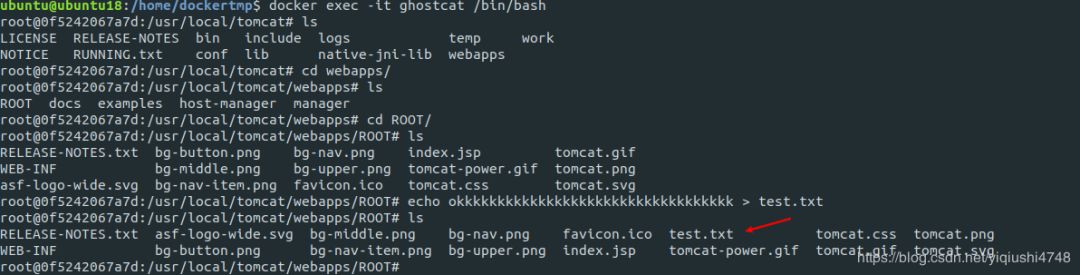 ubuntu@ubuntu18:/home/dockertmp$ docker exec -it ghostcat /bin/bash
root@0f5242067a7d:/usr/local/tomcat# ls
LICENSE  RELEASE-NOTES  bin   include  logs            temp     work
NOTICE   RUNNING.txt    conf  lib      native-jni-lib  webapps
root@0f5242067a7d:/usr/local/tomcat# cd webapps/
root@0f5242067a7d:/usr/local/tomcat/webapps# ls
ROOT  docs  examples  host-manager  manager
root@0f5242067a7d:/usr/local/tomcat/webapps# cd ROOT/
root@0f5242067a7d:/usr/local/tomcat/webapps/ROOT# ls
RELEASE-NOTES.txt  bg-button.png    bg-nav.png    index.jsp         tomcat.gif
WEB-INF            bg-middle.png    bg-upper.png  tomcat-power.gif  tomcat.png
asf-logo-wide.svg  bg-nav-item.png  favicon.ico   tomcat.css        tomcat.svg
root@0f5242067a7d:/usr/local/tomcat/webapps/ROOT# echo okkkkkkkkkkkkkkkkkkkkkkkkkkkkkkkkk > test.txt
root@0f5242067a7d:/usr/local/tomcat/webapps/ROOT# ls
RELEASE-NOTES.txt  asf-logo-wide.svg  bg-middle.png    bg-nav.png    favicon.ico  test.txt          tomcat.css  tomcat.png
WEB-INF            bg-button.png      bg-nav-item.png  bg-upper.png  index.jsp    tomcat-power.gif  tomcat.gif  tomcat.svg
root@0f5242067a7d:/usr/local/tomcat/webapps/ROOT#
https://blog.csdn.net/yiqiushi4748